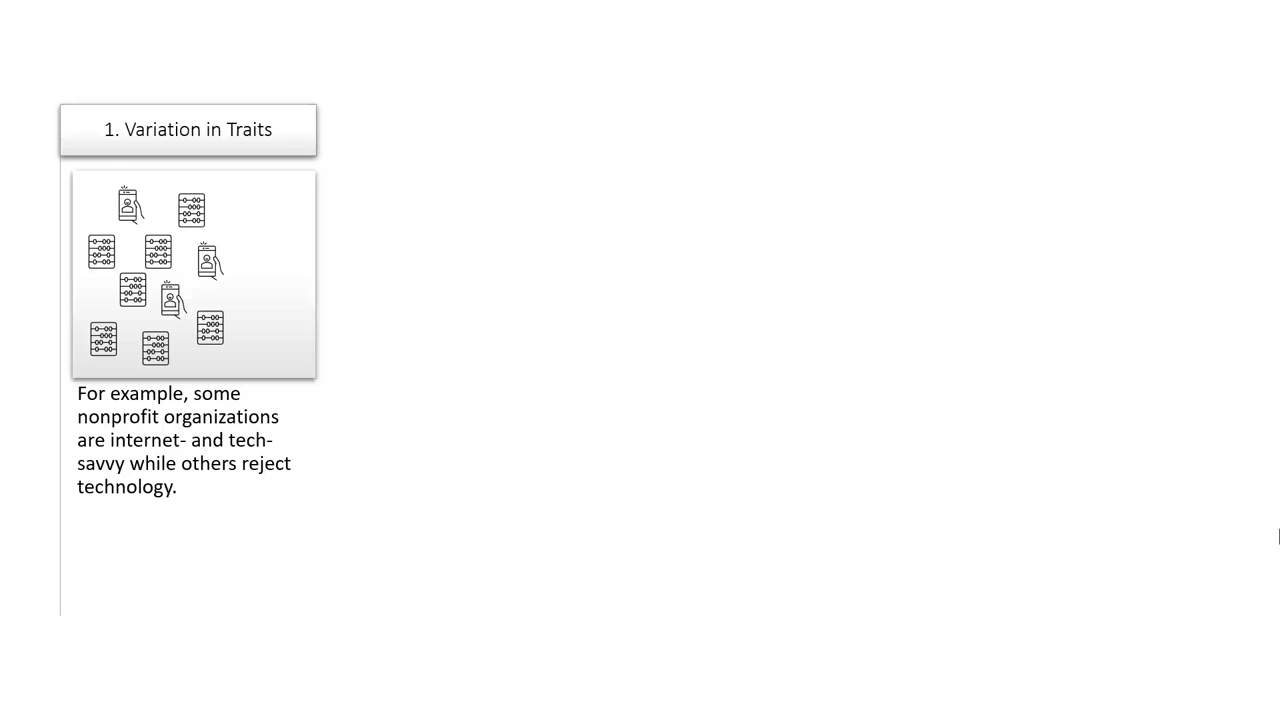 1. Variation in Traits
For example, some
nonprofit organizations
are internet- and tech-
savvy while others reject
technology.